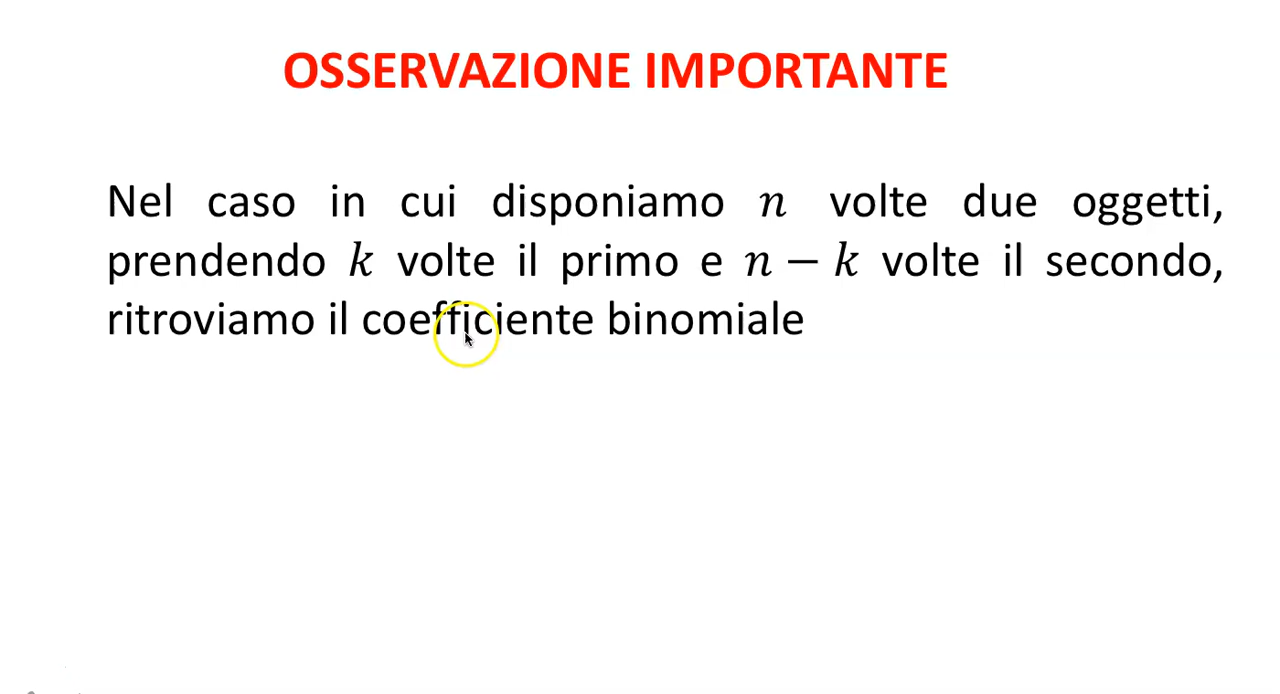 OSSERVAZIONE IMPORTANTE
Nel caso in cui disponiamo n volte due oggetti,
prendendo k volte il primo e n − k volte il secondo,
ritroviamo il coefficiente binomiale